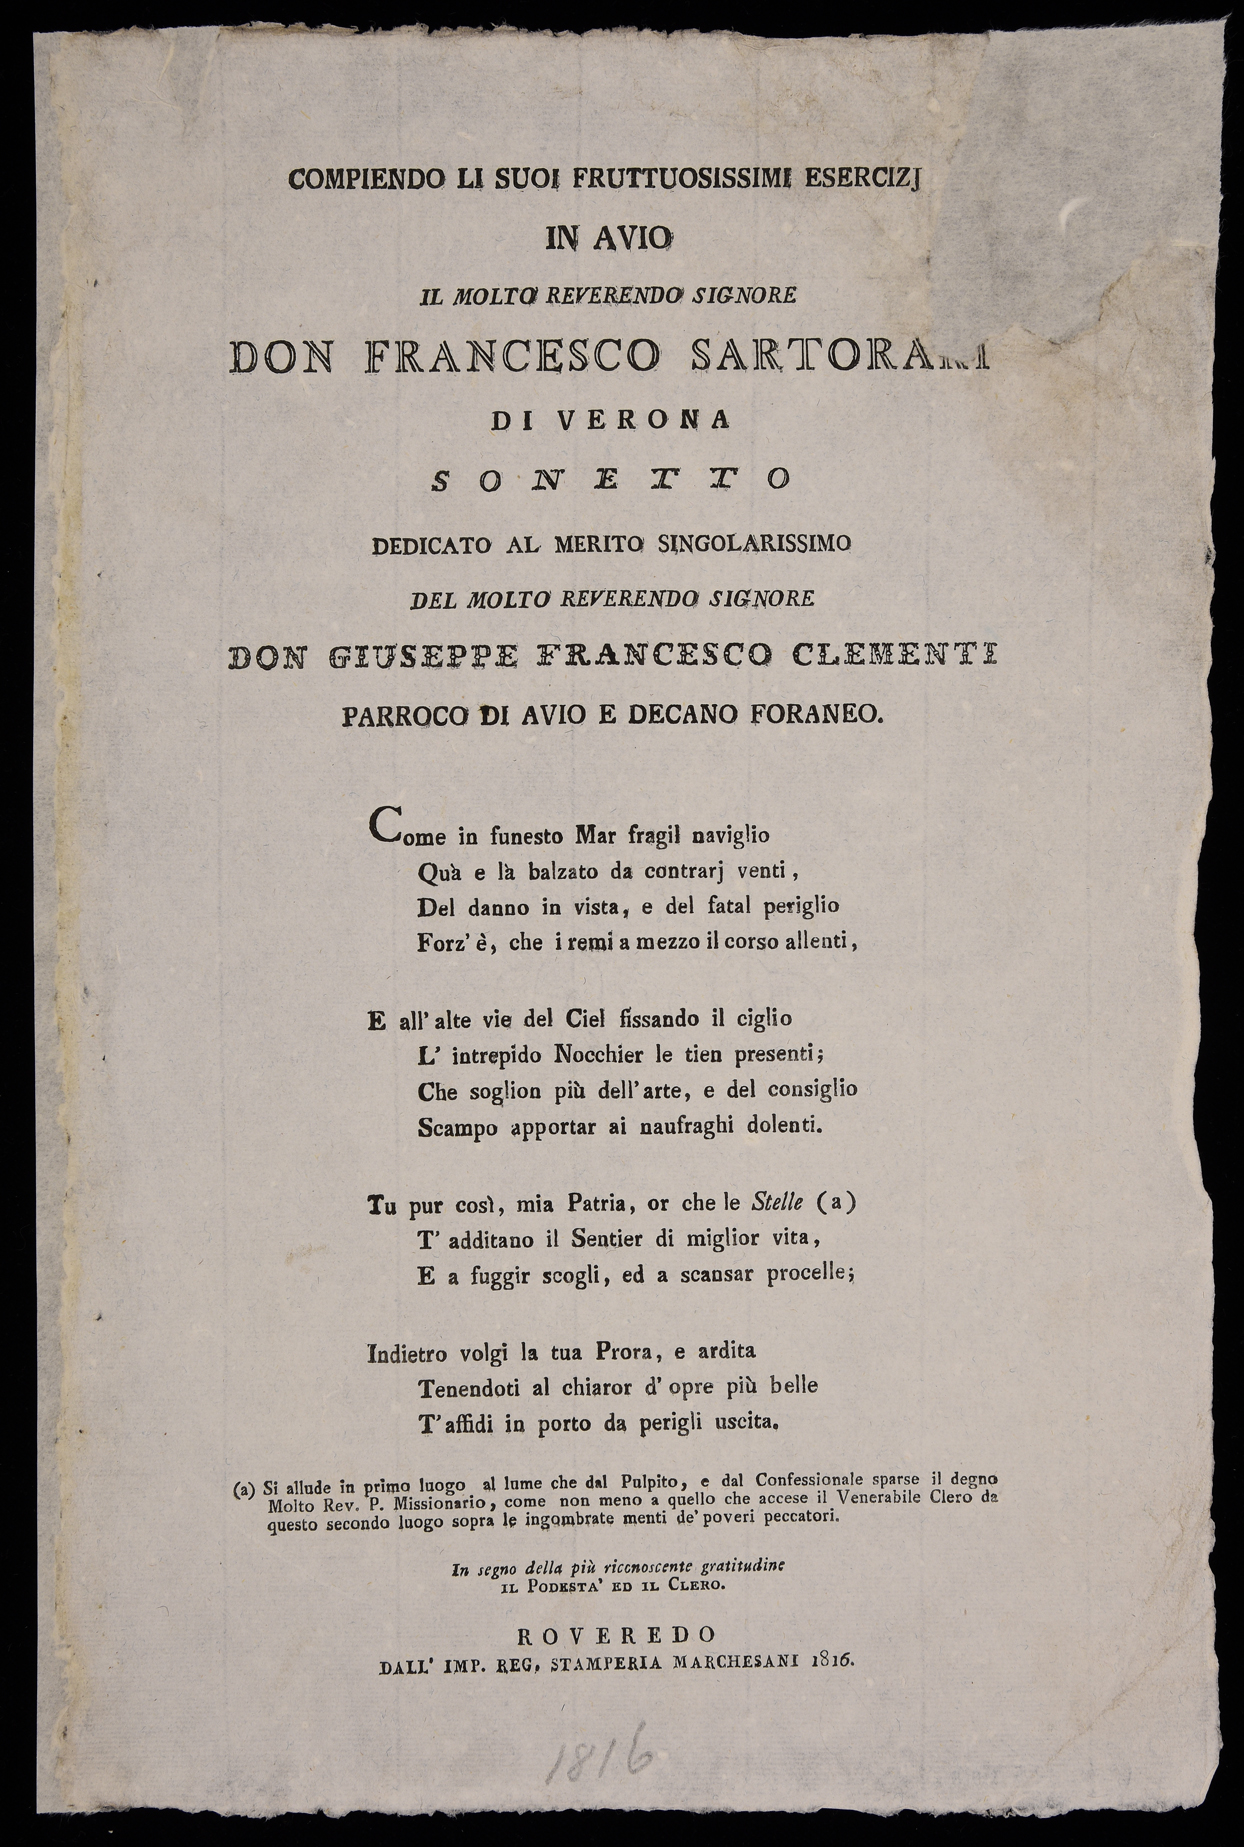 COMPIENDO LI SUOI FRUTTUOSISSIMI ESERCIZJ
IN AVIO
IL MOLTO REVERENDO SIGNORE
DON FRANCESCO SARTORARI
DI VERONA
SONETTO
DEDICATO AL MERITO SINGOLARISSIMO
DEL MOLTO REVERENDO SIGNORE
DON GIUSEPPE FRANCESCO CLEMENTI
PARROCO DI AVIO E DECANO FORANEO.
Come in funesto Mar fragil naviglio
Quà e là balzato da contrarj venti,
Del danno in vista, e del fatal periglio
Forz' è, che i remi a mezzo il corso allenti,
E all' alte vie del Ciel fissando il ciglio
L' intrepido Nocchier le tien presenti;
Che soglion più dell' arte, e del consiglio
Scampo apportar ai naufraghi dolenti.
Tu pur così, mia Patria, or che le Stelle (a)
T' additano il Sentier di miglior vita,
E a fuggir scogli, ed a scansar procelle;
Indietro volgi la tua Prora, e ardita
Tenendoti al chiaror d' opre più belle
T' affidi in porto da perigli uscita.
(a) Si allude in primo luogo al lume che dal Pulpito, e dal Confessionale sparse il degno
Molto Rev. P. Missionario, come non meno a quello che accese il Venerabile Clero da
questo secondo luogo sopra le ingombrate menti de' poveri peccatori.
In segno della più riconoscente gratitudine
IL PODESTA' ED IL CLERO.
ROVEREDO
DALL' IMP. REG. STAMPERIA MARCHESANI 1816.
1816